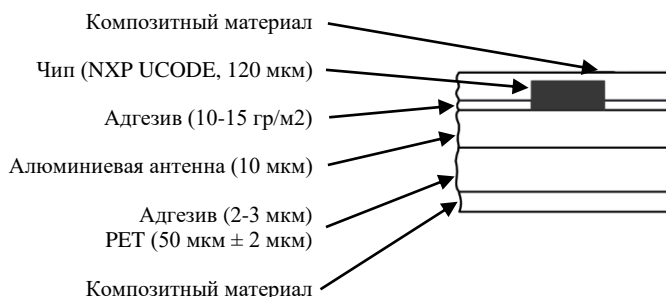 Композитный материал
Чип (NXP UCODE, 120 мкм)
Адгезив (10-15 гр/м2)
Алюминиевая антенна (10 мкм)
Адгезив (2-3 мкм)
PET (50 мкм ± 2 мкм)
Композитный материал